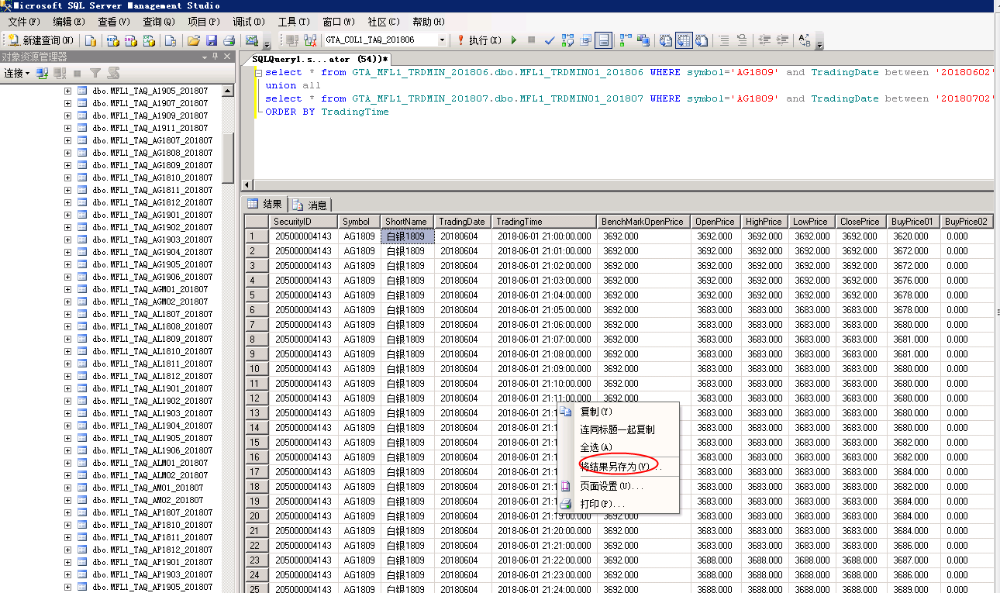 Microsoft SQL Server Management Studio
文件(F) 编辑(E) 查看(V) 查询(Q) 项目(P) 调试(D) 工具(T) 窗口(W) 社区(C) 帮助(H)
新建查询(N) GTA_COL1_TAQ_201806 执行(X)
对象资源管理器
连接
dbo.MFL1_TAQ_A1905_201807
dbo.MFL1_TAQ_A1907_201807
dbo.MFL1_TAQ_A1909_201807
dbo.MFL1_TAQ_A1911_201807
dbo.MFL1_TAQ_AG1807_201807
dbo.MFL1_TAQ_AG1808_201807
dbo.MFL1_TAQ_AG1809_201807
dbo.MFL1_TAQ_AG1810_201807
dbo.MFL1_TAQ_AG1811_201807
dbo.MFL1_TAQ_AG1812_201807
dbo.MFL1_TAQ_AG1901_201807
dbo.MFL1_TAQ_AG1902_201807
dbo.MFL1_TAQ_AG1903_201807
dbo.MFL1_TAQ_AG1904_201807
dbo.MFL1_TAQ_AG1905_201807
dbo.MFL1_TAQ_AG1906_201807
dbo.MFL1_TAQ_AGM01_201807
dbo.MFL1_TAQ_AGM02_201807
dbo.MFL1_TAQ_AL1807_201807
dbo.MFL1_TAQ_AL1808_201807
dbo.MFL1_TAQ_AL1809_201807
dbo.MFL1_TAQ_AL1810_201807
dbo.MFL1_TAQ_AL1811_201807
dbo.MFL1_TAQ_AL1812_201807
dbo.MFL1_TAQ_AL1901_201807
dbo.MFL1_TAQ_AL1902_201807
dbo.MFL1_TAQ_AL1903_201807
dbo.MFL1_TAQ_AL1904_201807
dbo.MFL1_TAQ_AL1905_201807
dbo.MFL1_TAQ_AL1906_201807
dbo.MFL1_TAQ_ALM01_201807
dbo.MFL1_TAQ_ALM02_201807
dbo.MFL1_TAQ_AM01_201807
dbo.MFL1_TAQ_AM02_201807
dbo.MFL1_TAQ_AP1807_201807
dbo.MFL1_TAQ_AP1810_201807
dbo.MFL1_TAQ_AP1811_201807
dbo.MFL1_TAQ_AP1812_201807
dbo.MFL1_TAQ_AP1901_201807
dbo.MFL1_TAQ_AP1903_201807
dbo.MFL1_TAQ_AP1905_201807
SQLQuery1.s...ator (54))*
select * from GTA_MFL1_TRDMIN_201806.dbo.MFL1_TRDMIN01_201806 WHERE symbol='AG1809' and TradingDate between '20180602'
union all
select * from GTA_MFL1_TRDMIN_201807.dbo.MFL1_TRDMIN01_201807 WHERE symbol='AG1809' and TradingDate between '20180702'
ORDER BY TradingTime
结果 消息
SecurityID Symbol ShortName TradingDate TradingTime BenchMarkOpenPrice OpenPrice HighPrice LowPrice ClosePrice BuyPrice01 BuyPrice02
1 205000004143 AG1809 白银1809 20180604 2018-06-01 21:00:00.000 3692.000 3692.000 3692.000 3692.000 3692.000 3620.000 0.000
2 205000004143 AG1809 白银1809 20180604 2018-06-01 21:01:00.000 3692.000 3692.000 3692.000 3692.000 3692.000 3672.000 0.000
3 205000004143 AG1809 白银1809 20180604 2018-06-01 21:02:00.000 3692.000 3692.000 3692.000 3692.000 3692.000 3672.000 0.000
4 205000004143 AG1809 白银1809 20180604 2018-06-01 21:03:00.000 3692.000 3692.000 3692.000 3692.000 3692.000 3676.000 0.000
5 205000004143 AG1809 白银1809 20180604 2018-06-01 21:04:00.000 3692.000 3692.000 3692.000 3692.000 3692.000 3678.000 0.000
6 205000004143 AG1809 白银1809 20180604 2018-06-01 21:05:00.000 3692.000 3683.000 3683.000 3683.000 3683.000 3678.000 0.000
7 205000004143 AG1809 白银1809 20180604 2018-06-01 21:06:00.000 3692.000 3683.000 3683.000 3683.000 3683.000 3680.000 0.000
8 205000004143 AG1809 白银1809 20180604 2018-06-01 21:07:00.000 3692.000 3683.000 3683.000 3683.000 3683.000 3681.000 0.000
9 205000004143 AG1809 白银1809 20180604 2018-06-01 21:08:00.000 3692.000 3683.000 3683.000 3683.000 3683.000 3681.000 0.000
10 205000004143 AG1809 白银1809 20180604 2018-06-01 21:09:00.000 3692.000 3683.000 3683.000 3683.000 3683.000 3680.000 0.000
11 205000004143 AG1809 白银1809 20180604 2018-06-01 21:10:00.000 3692.000 3683.000 3683.000 3683.000 3683.000 3680.000 0.000
12 205000004143 AG1809 白银1809 20180604 2018-06-01 21:11:00.000 3692.000 3683.000 3683.000 3683.000 3683.000 3680.000 0.000
13 205000004143 AG1809 白银1809 20180604 2018-06-01 21:1 3683.000 3683.000 3683.000 3683.000 3680.000 0.000
14 205000004143 AG1809 白银1809 20180604 2018-06-01 21:1 3683.000 3683.000 3683.000 3683.000 3680.000 0.000
15 205000004143 AG1809 白银1809 20180604 2018-06-01 21:1 3683.000 3683.000 3683.000 3683.000 3682.000 0.000
16 205000004143 AG1809 白银1809 20180604 2018-06-01 21:1 3683.000 3683.000 3683.000 3683.000 3682.000 0.000
17 205000004143 AG1809 白银1809 20180604 2018-06-01 21:1 3683.000 3683.000 3683.000 3683.000 3684.000 0.000
18 205000004143 AG1809 白银1809 20180604 2018-06-01 21:1 3683.000 3683.000 3683.000 3683.000 3682.000 0.000
19 205000004143 AG1809 白银1809 20180604 2018-06-01 21:1 3683.000 3683.000 3683.000 3683.000 3684.000 0.000
20 205000004143 AG1809 白银1809 20180604 2018-06-01 21:19:00.000 3692.000 3683.000 3683.000 3683.000 3683.000 3684.000 0.000
21 205000004143 AG1809 白银1809 20180604 2018-06-01 21:20:00.000 3692.000 3683.000 3683.000 3683.000 3683.000 3684.000 0.000
22 205000004143 AG1809 白银1809 20180604 2018-06-01 21:21:00.000 3692.000 3683.000 3683.000 3683.000 3683.000 3686.000 0.000
23 205000004143 AG1809 白银1809 20180604 2018-06-01 21:22:00.000 3692.000 3688.000 3688.000 3688.000 3688.000 3687.000 0.000
24 205000004143 AG1809 白银1809 20180604 2018-06-01 21:23:00.000 3692.000 3688.000 3688.000 3688.000 3688.000 3686.000 0.000
25 205000004143 AG1809 白银1809 20180604 2018-06-01 21:24:00.000 3692.000 3688.000 3688.000 3688.000 3688.000 3689.000 0.000
复制(Y)
连同标题一起复制
全选(A)
将结果另存为(V)...
页面设置(U)...
打印(P)...